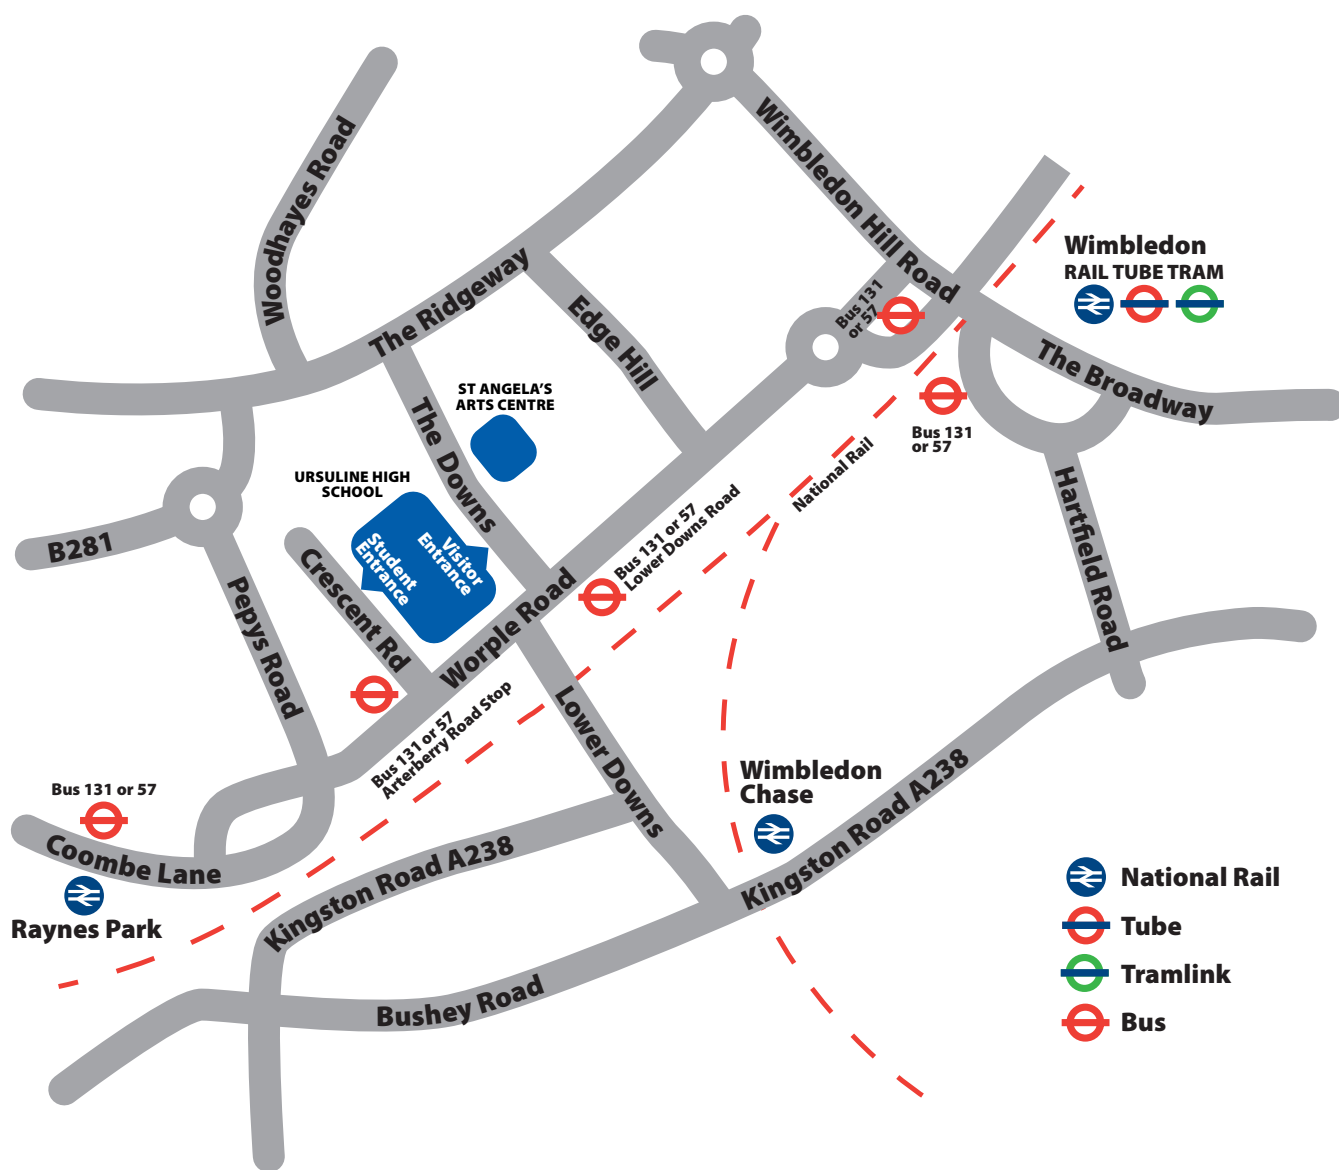 Woodhayes Road
Wimbledon Hill Road
Wimbledon
RAIL TUBE TRAM
The Ridgeway
Edge Hill
Bus 131
or 57
The Broadway
ST ANGELA'S
ARTS CENTRE
The Downs
Bus 131
or 57
National Rail
URSULINE HIGH
SCHOOL
Student
Entrance
Visitor
Entrance
B281
Crescent Rd
Pepys Road
Worple Road
Bus 131 or 57
Lower Downs Road
Hartfield Road
Bus 131 or 57
Arterberry Road Stop
Lower Downs
Wimbledon
Chase
Kingston Road A238
Bus 131 or 57
Coombe Lane
Raynes Park
Kingston Road A238
Bushey Road
National Rail
Tube
Tramlink
Bus